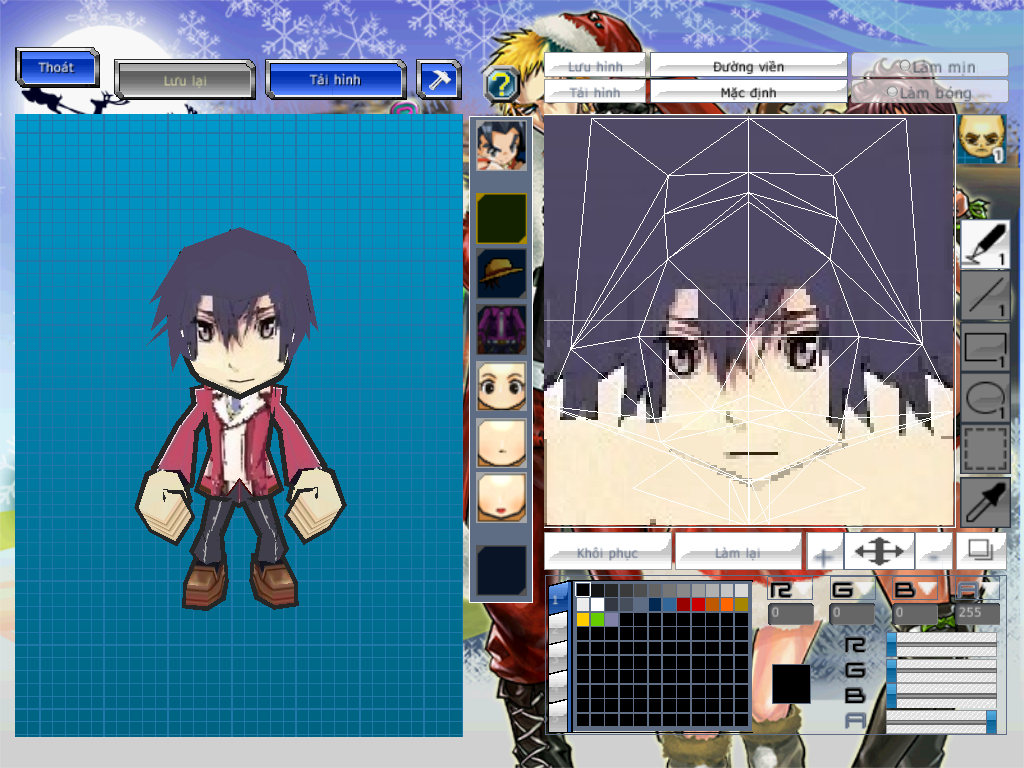 Thoát
Lưu lại
Tải hình
?
Lưu hình
Đường viền
Làm mịn
Tải hình
Mặc định
Làm bóng
1
1
1
1
1
Khôi phục
Làm lại
+
-
1
R
G
B
A
0
0
0
255
R
G
B
A